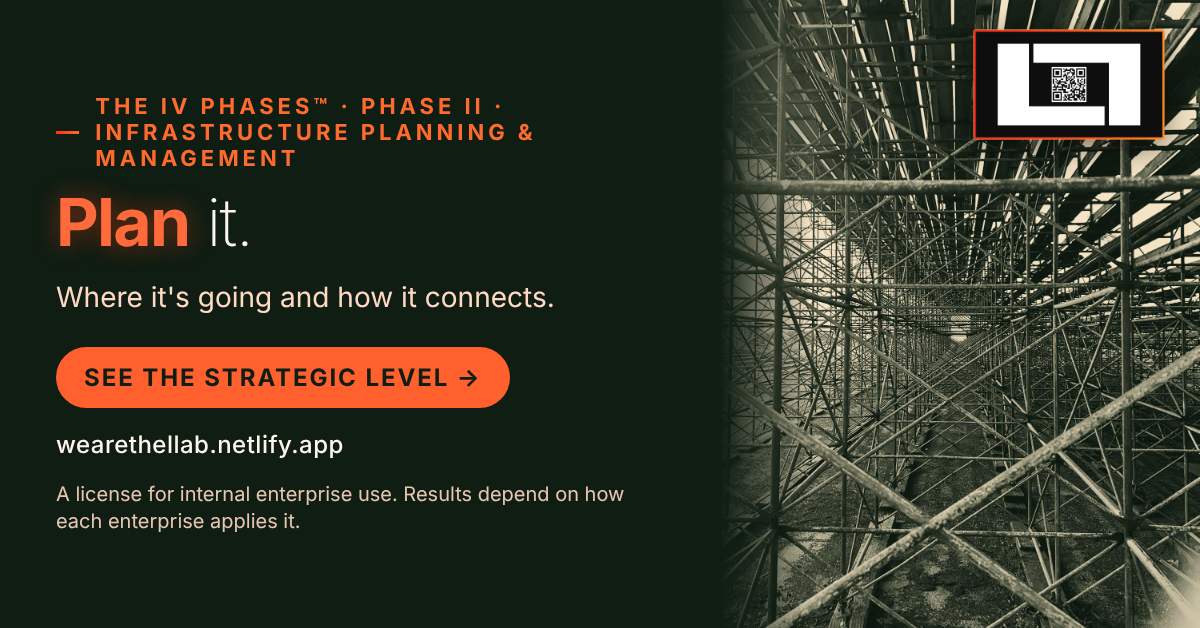 THE IV PHASES™ · PHASE II ·
INFRASTRUCTURE PLANNING &
MANAGEMENT
Plan it.
Where it's going and how it connects.
SEE THE STRATEGIC LEVEL →
wearethellab.netlify.app
A license for internal enterprise use. Results depend on how
each enterprise applies it.